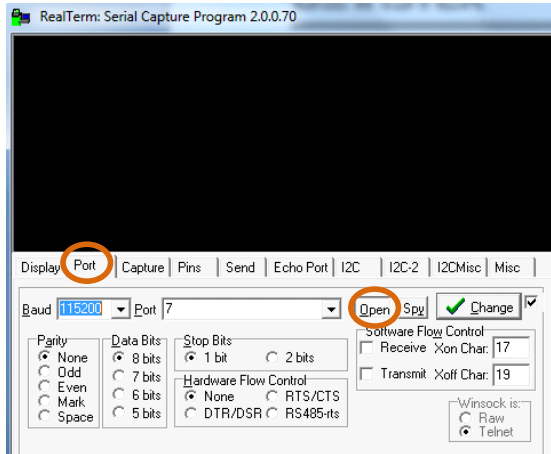 RealTerm: Serial Capture Program 2.0.0.70
Display Port Capture Pins Send Echo Port I2C I2C-2 I2CMisc Misc
Baud 115200 Port 7 Open Spy Change
Parity Data Bits Stop Bits Software Flow Control
None 8 bits 1 bit 2 bits Receive Xon Char: 17
Odd 7 bits Hardware Flow Control Transmit Xoff Char: 19
Even 6 bits None RTS/CTS
Mark 5 bits DTR/DSR RS485-rts
Space
Winsock is:
Raw
Telnet